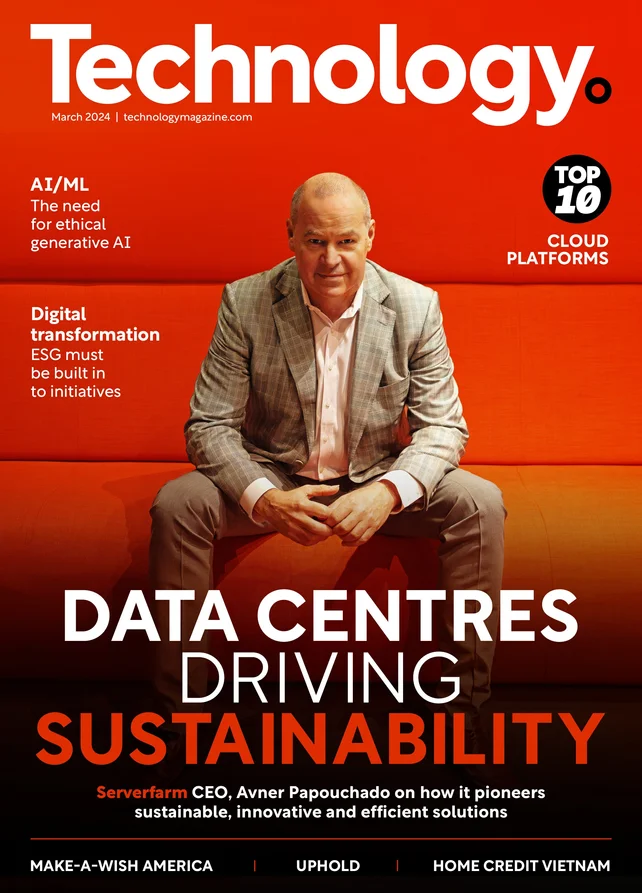 Technology
March 2024 | technologymagazine.com
AI/ML
The need
for ethical
generative AI
TOP
10
CLOUD
PLATFORMS
Digital
transformation
ESG must
be built in
to initiatives
DATA CENTRES
DRIVING
SUSTAINABILITY
Serverfarm CEO, Avner Papouchado on how it pioneers
sustainable, innovative and efficient solutions
MAKE-A-WISH AMERICA | UPHOLD | HOME CREDIT VIETNAM